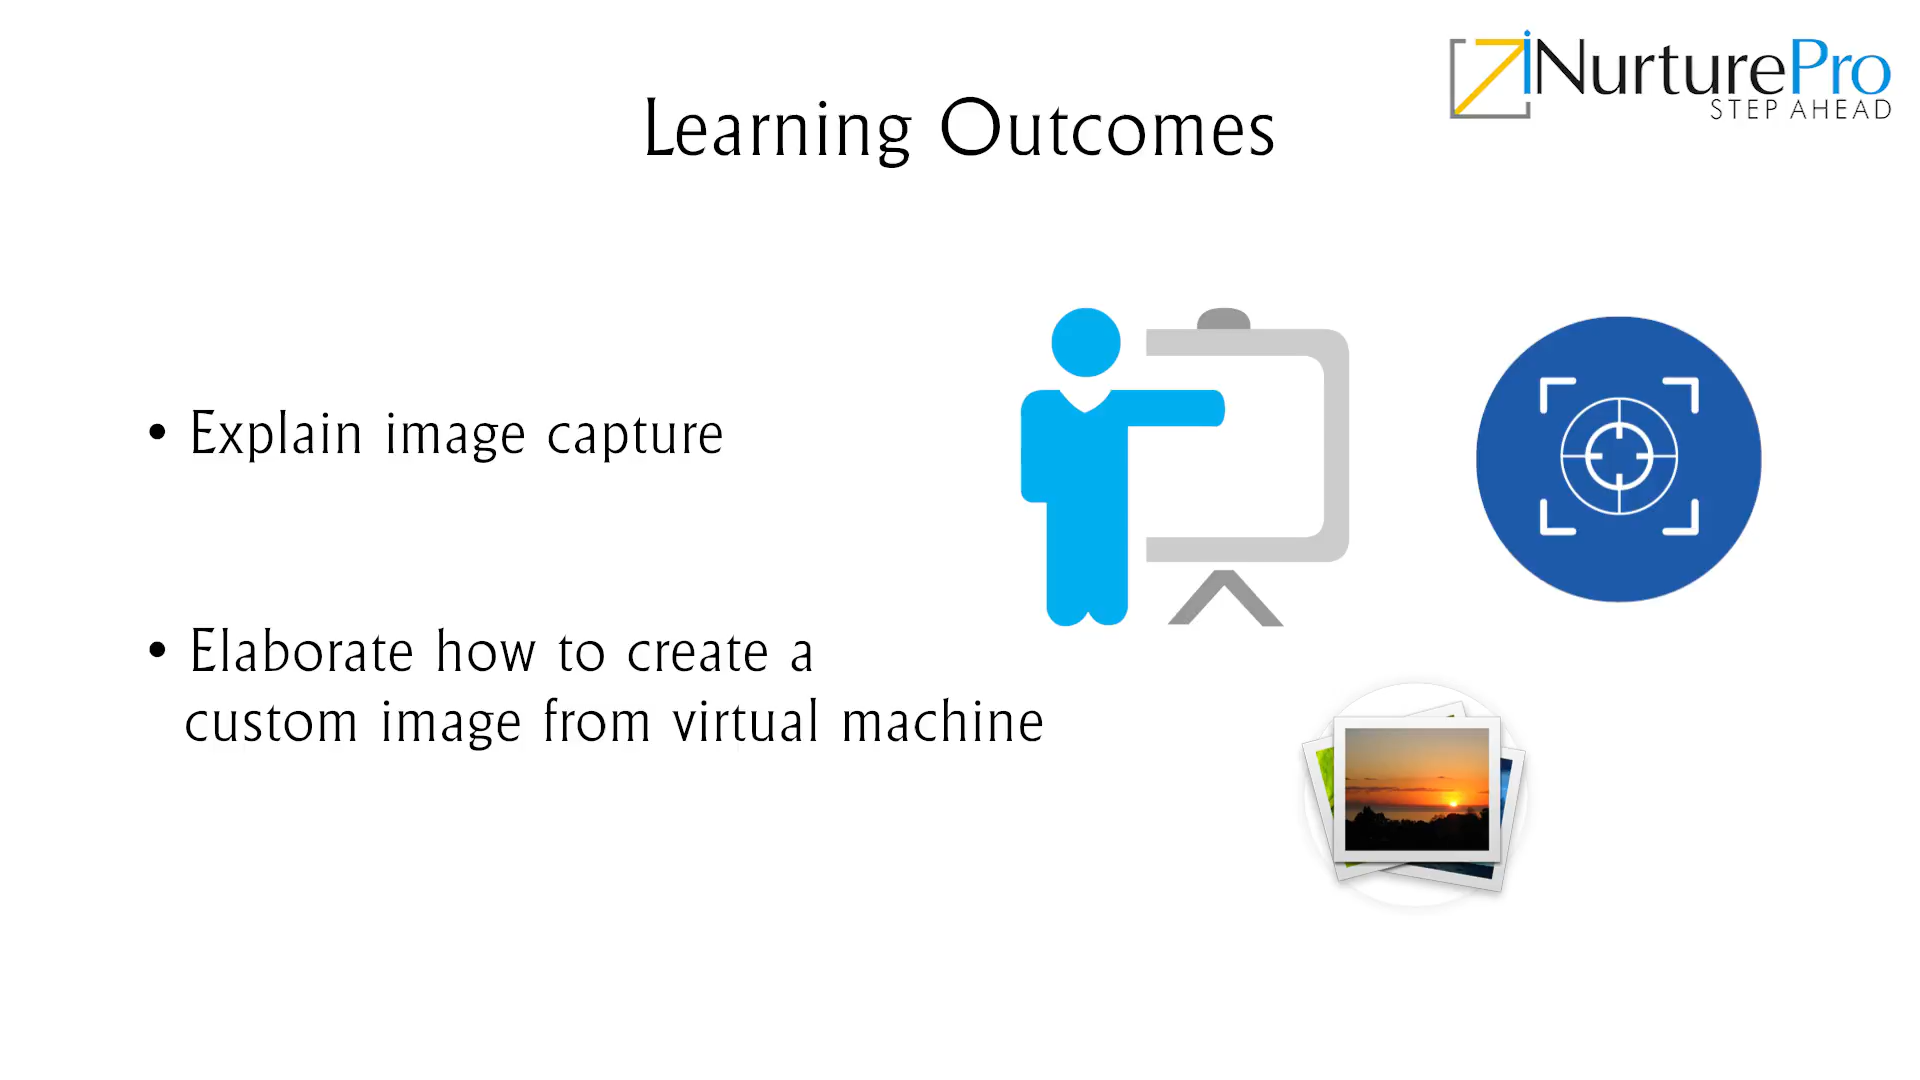 iNurturePro
STEP AHEAD
Learning Outcomes
• Explain image capture
• Elaborate how to create a
custom image from virtual machine